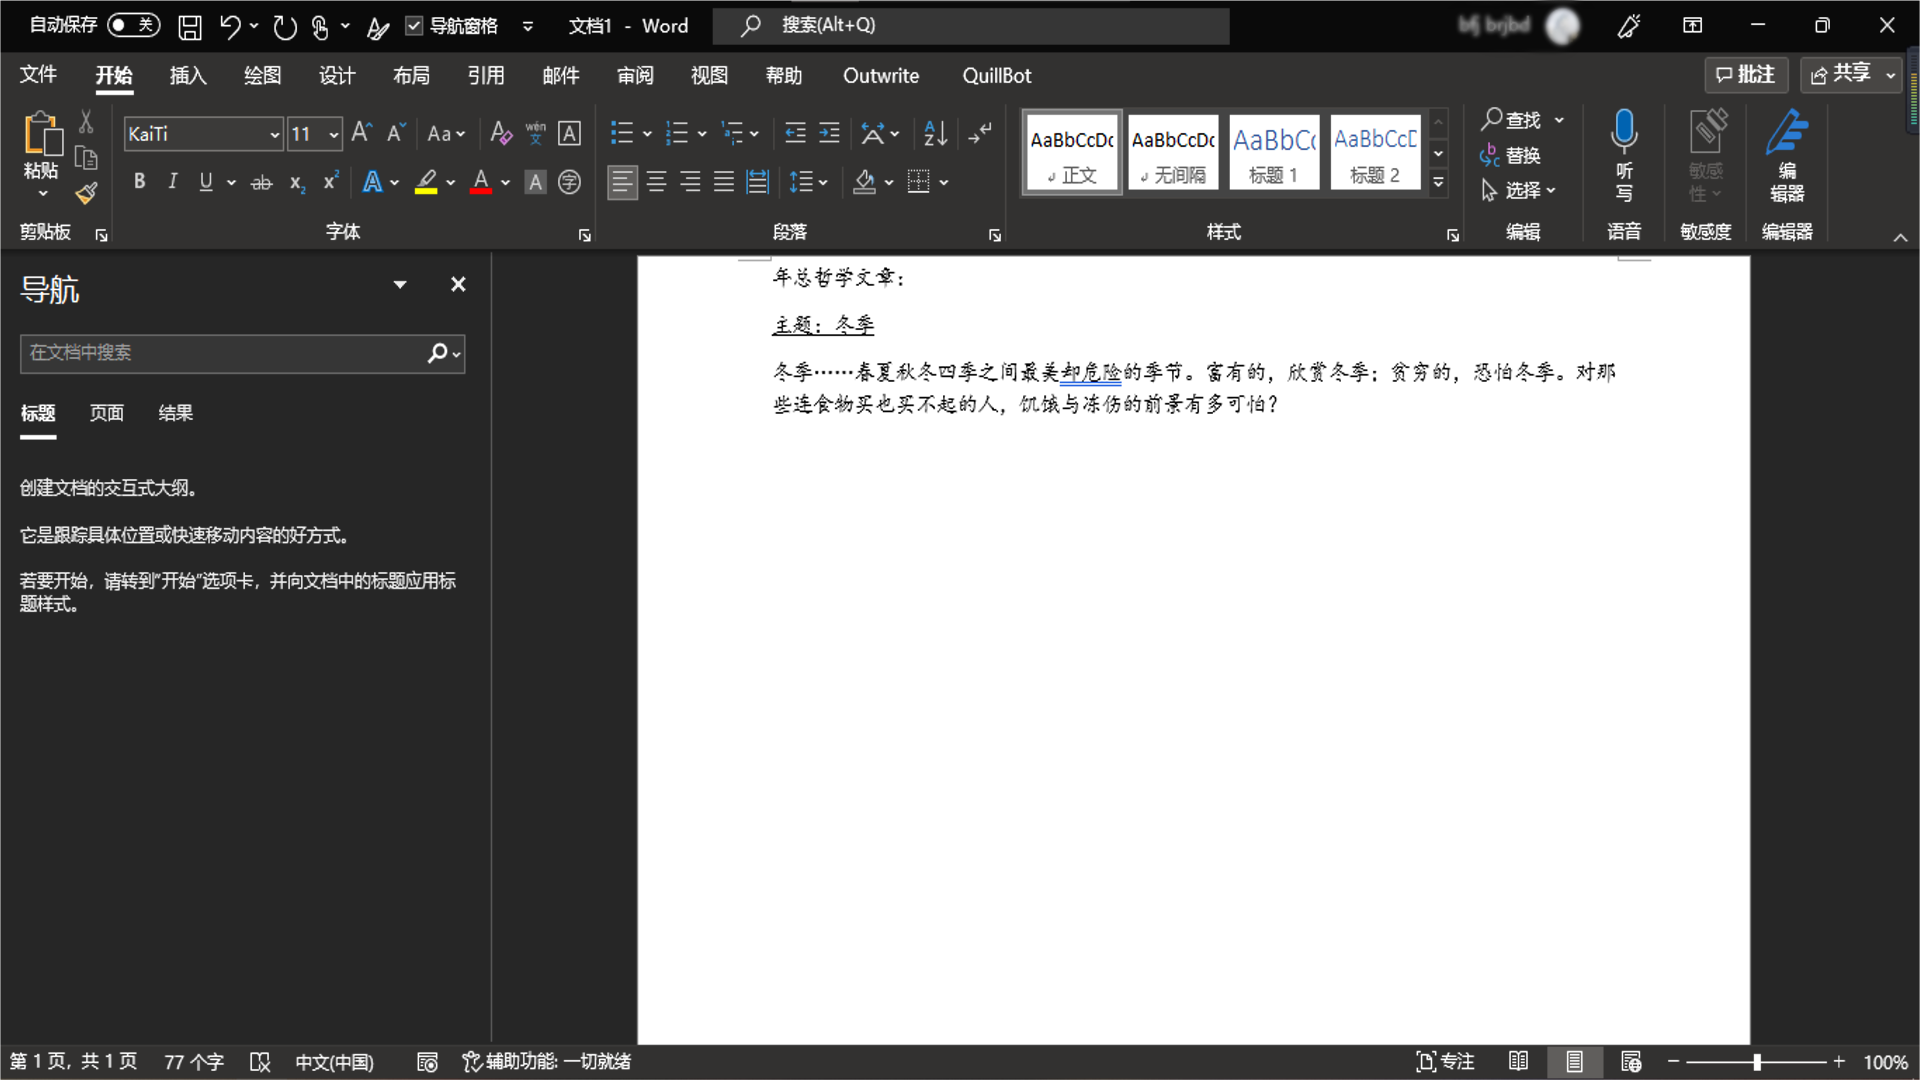 自动保存 关 导航窗格 文档1 - Word 搜索(Alt+Q)
文件 开始 插入 绘图 设计 布局 引用 邮件 审阅 视图 帮助 Outwrite QuillBot 批注 共享
粘贴 KaiTi 11 A A Aa A wén 文 A
B I U ab x2 x2 A A A 字
AaBbCcDc AaBbCcDc AaBbC AaBbCcD
正文 无间隔 标题 1 标题 2
查找
替换
选择
听写
敏感性
编辑器
剪贴板 字体 段落 样式 编辑 语音 敏感度 编辑器
导航
在文档中搜索
标题 页面 结果
创建文档的交互式大纲。
它是跟踪具体位置或快速移动内容的好方式。
若要开始，请转到"开始"选项卡，并向文档中的标题应用标
题样式。
年总哲学文章：
主题：冬季
冬季……春夏秋冬四季之间最美却危险的季节。富有的，欣赏冬季；贫穷的，恐怕冬季。对那
些连食物买也买不起的人，饥饿与冻伤的前景有多可怕？
第 1 页，共 1 页 77 个字 中文(中国) 辅助功能: 一切就绪 专注 100%